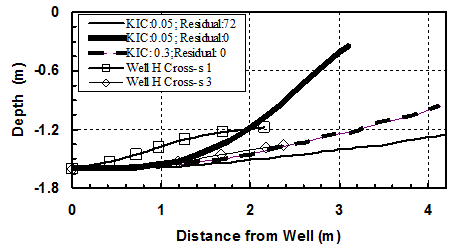 0
-0.6
-1.2
-1.8
Depth (m)
KIC:0.05; Residual:72
KIC:0.05; Residual:0
KIC: 0.3;Residual: 0
Well H Cross-s 1
Well H Cross-s 3
0
1
2
3
4
Distance from Well (m)